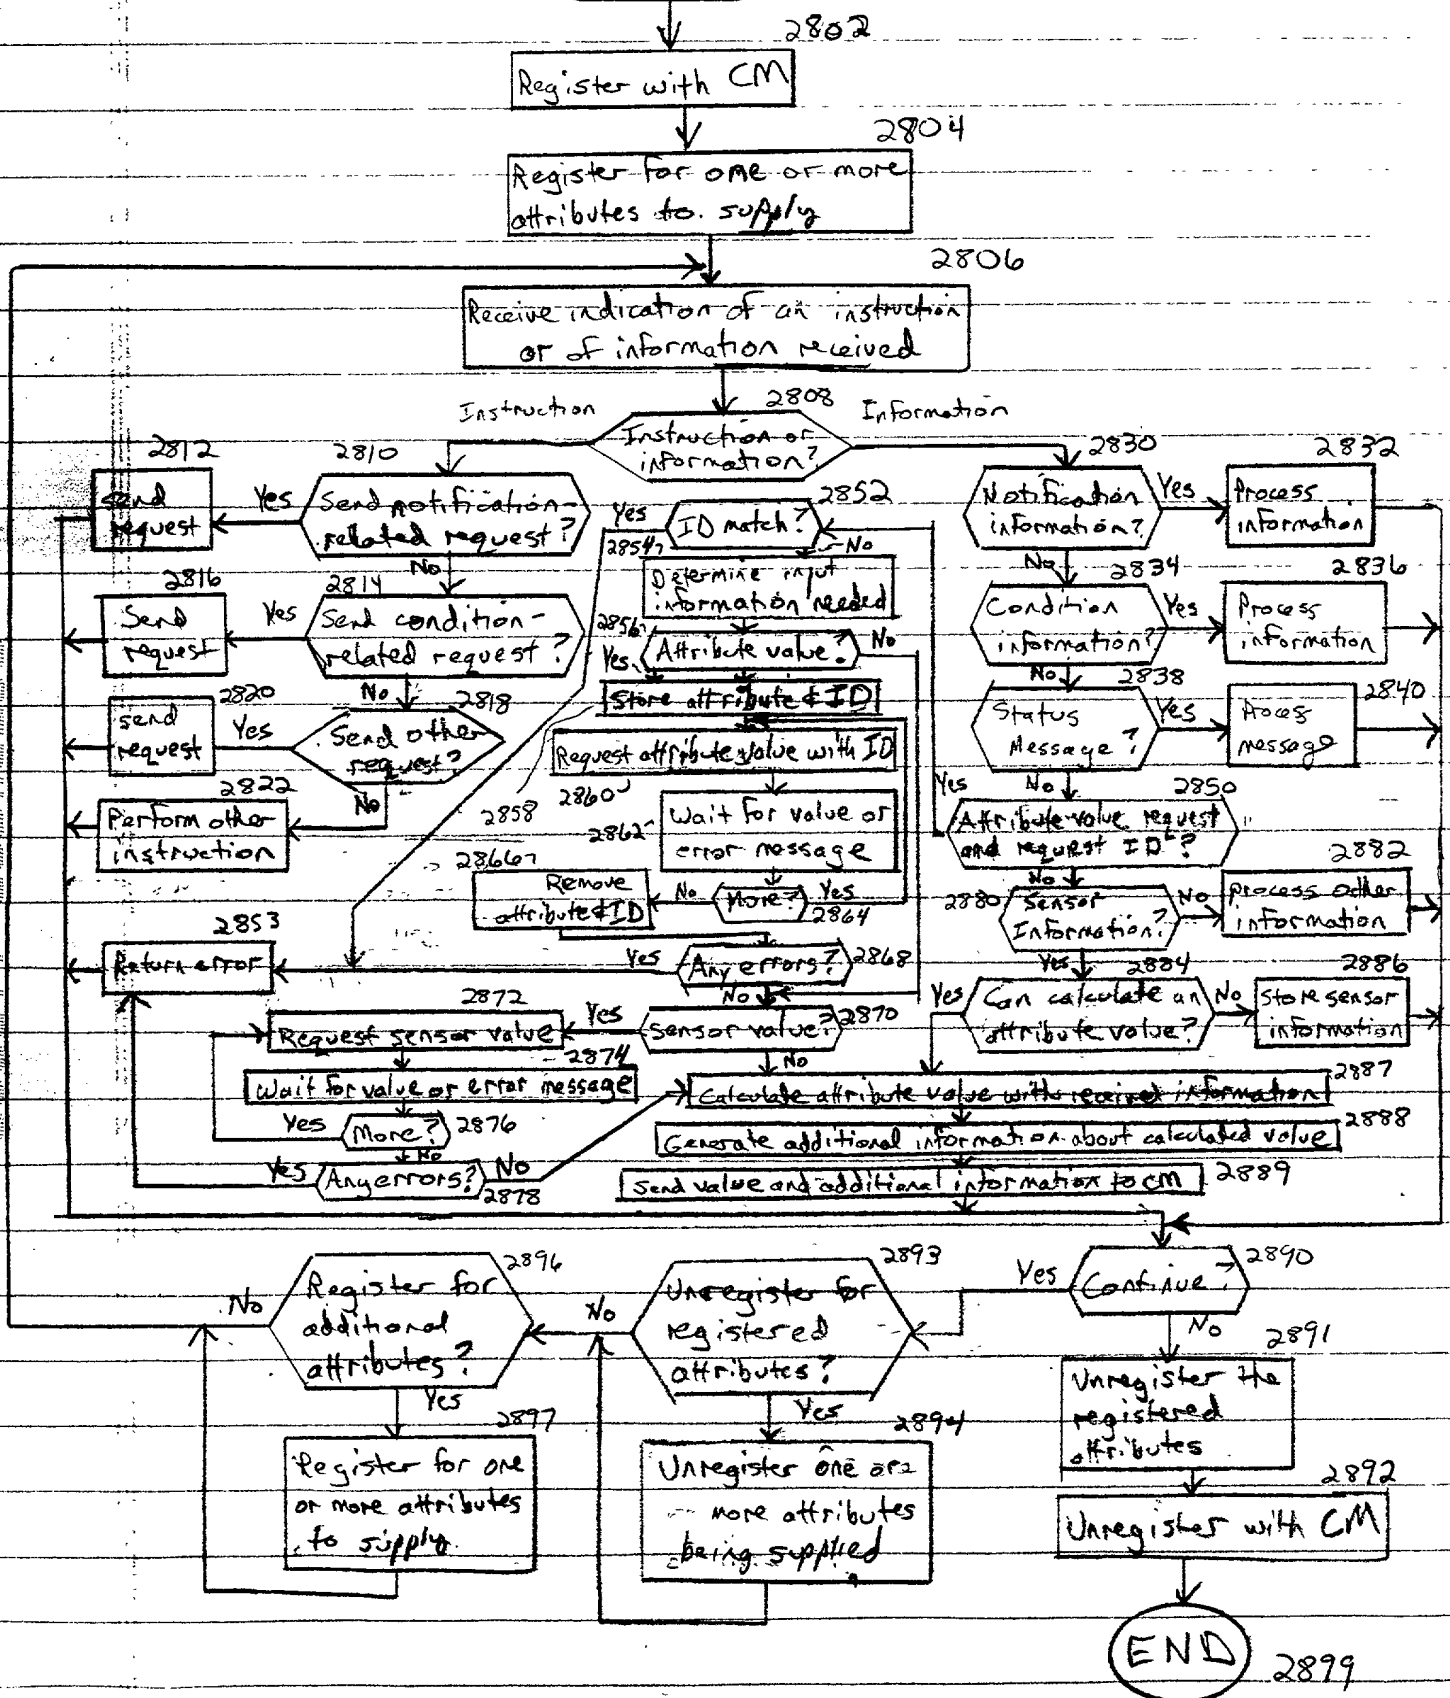 2802
Register with CM
2804
Register for one or more
attributes to supply
2806
Receive indication of an instruction
or of information received
2808
Instruction
Information
Instruction or
information?
2812
send
request
Yes
2810
Send notification-
related request?
No
2816
Send
request
Yes
2814
Send condition-
related request?
No
2820
send
request
Yes
2818
Send other
request?
No
2822
Perform other
instruction
2853
Return error
2852
Yes
ID match?
No
2854
Determine input
information needed
2856
Attribute value?
No
Yes
Store attribute & ID
2858
Request attribute value with ID
2860
Wait for value or
error message
2862
More?
Yes
2864
No
2866
Remove
attribute & ID
Any errors?
2868
Yes
No
Sensor value?
2870
Yes
No
2872
Request sensor value
2874
Wait for value or error message
More?
2876
Yes
No
Any errors?
2878
Yes
No
2830
Notification
information?
Yes
No
2832
Process
information
2834
Condition
information?
Yes
No
2836
Process
information
2838
Status
Message?
Yes
No
2840
Process
message
2850
Attribute value request
and request ID?
Yes
No
2880
Sensor
Information?
No
Yes
2882
Process other
information
2884
Can calculate an
attribute value?
Yes
No
2886
Store sensor
information
2887
Calculate attribute value with received information
2888
Generate additional information about calculated value
2889
Send value and additional information to CM
2890
Continue?
Yes
No
2891
Unregister the
registered
attributes
2892
Unregister with CM
2893
Unregister for
registered
attributes?
No
Yes
2894
Unregister one or
more attributes
being supplied
2896
Register for
additional
attributes?
No
Yes
2897
Register for one
or more attributes
to supply
END
2899